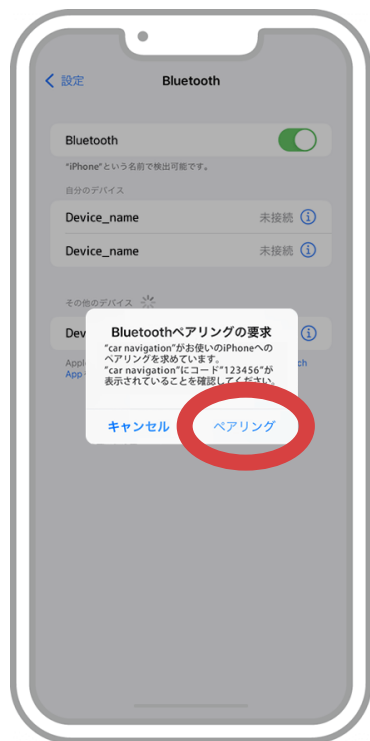 設定
Bluetooth
Bluetooth
“iPhone”という名前で検出可能です。
自分のデバイス
Device_name 未接続
Device_name 未接続
その他のデバイス
Bluetoothペアリングの要求
“car navigation”がお使いのiPhoneへの
ペアリングを求めています。
“car navigation”にコード“123456”が
表示されていることを確認してください。
キャンセル ペアリング
Dev
Appl ch
App